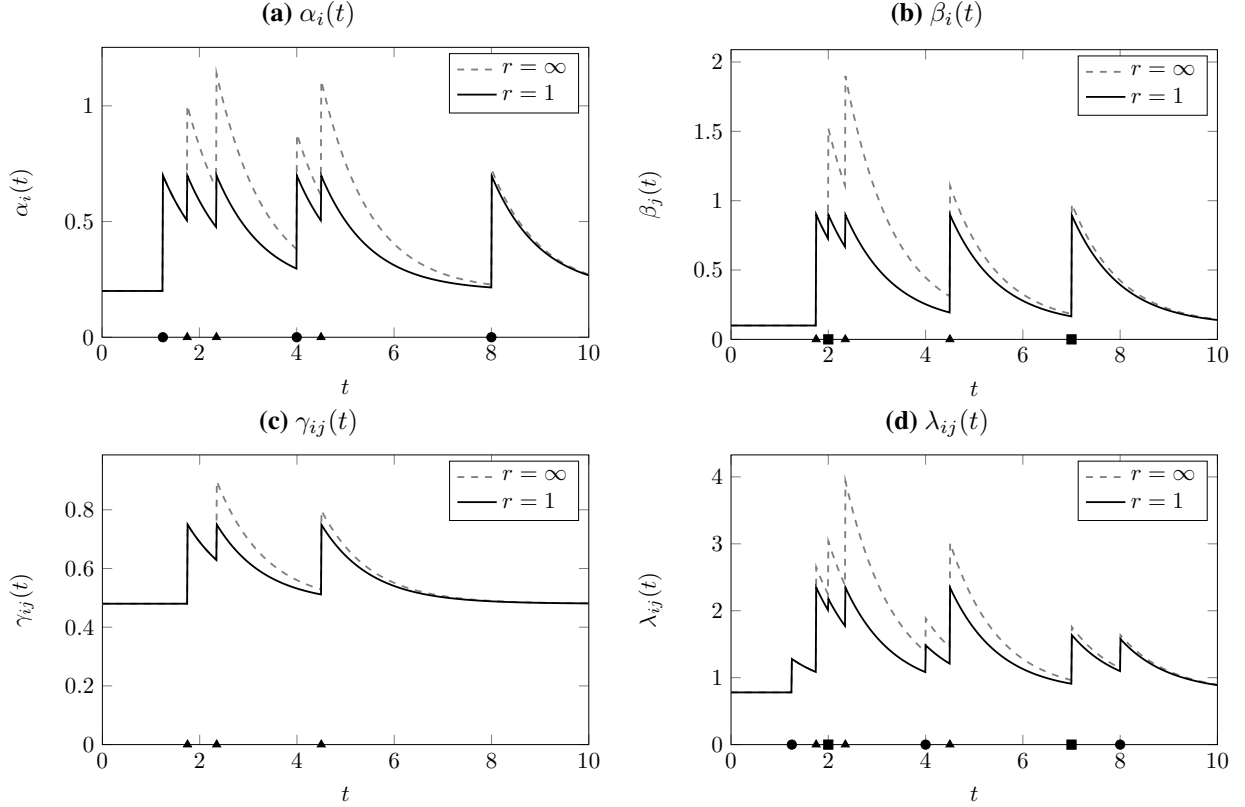 (a) αi(t)
r = ∞
r = 1
αi(t)
1
0.5
0
0 2 4 6 8 10
t
(b) βi(t)
r = ∞
r = 1
βj(t)
2
1.5
1
0.5
0
0 2 4 6 8 10
t
(c) γij(t)
r = ∞
r = 1
γij(t)
0.8
0.6
0.4
0.2
0
0 2 4 6 8 10
t
(d) λij(t)
r = ∞
r = 1
λij(t)
4
3
2
1
0
0 2 4 6 8 10
t